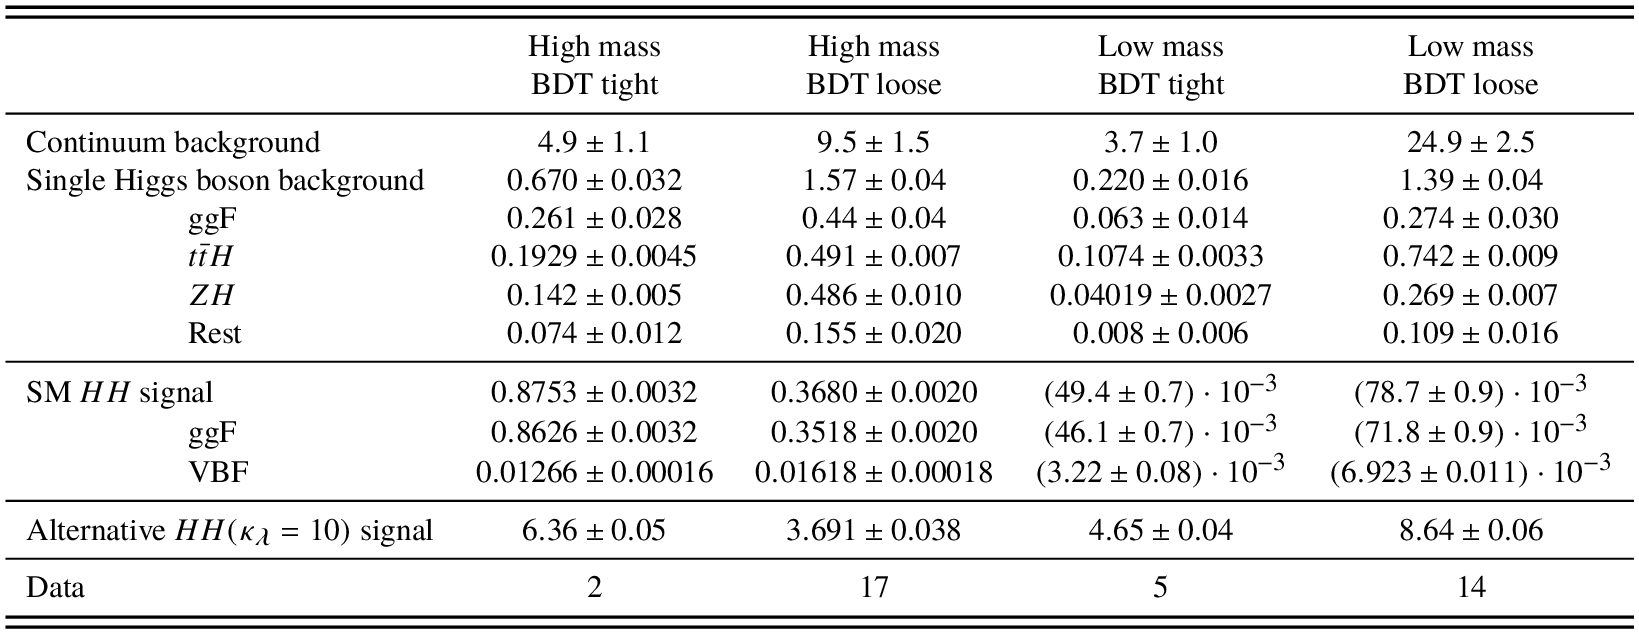 High mass High mass Low mass Low mass
BDT tight BDT loose BDT tight BDT loose
Continuum background 4.9 ± 1.1 9.5 ± 1.5 3.7 ± 1.0 24.9 ± 2.5
Single Higgs boson background 0.670 ± 0.032 1.57 ± 0.04 0.220 ± 0.016 1.39 ± 0.04
ggF 0.261 ± 0.028 0.44 ± 0.04 0.063 ± 0.014 0.274 ± 0.030
tt̄H 0.1929 ± 0.0045 0.491 ± 0.007 0.1074 ± 0.0033 0.742 ± 0.009
ZH 0.142 ± 0.005 0.486 ± 0.010 0.04019 ± 0.0027 0.269 ± 0.007
Rest 0.074 ± 0.012 0.155 ± 0.020 0.008 ± 0.006 0.109 ± 0.016
SM HH signal 0.8753 ± 0.0032 0.3680 ± 0.0020 (49.4 ± 0.7) · 10⁻³ (78.7 ± 0.9) · 10⁻³
ggF 0.8626 ± 0.0032 0.3518 ± 0.0020 (46.1 ± 0.7) · 10⁻³ (71.8 ± 0.9) · 10⁻³
VBF 0.01266 ± 0.00016 0.01618 ± 0.00018 (3.22 ± 0.08) · 10⁻³ (6.923 ± 0.011) · 10⁻³
Alternative HH(κλ = 10) signal 6.36 ± 0.05 3.691 ± 0.038 4.65 ± 0.04 8.64 ± 0.06
Data 2 17 5 14